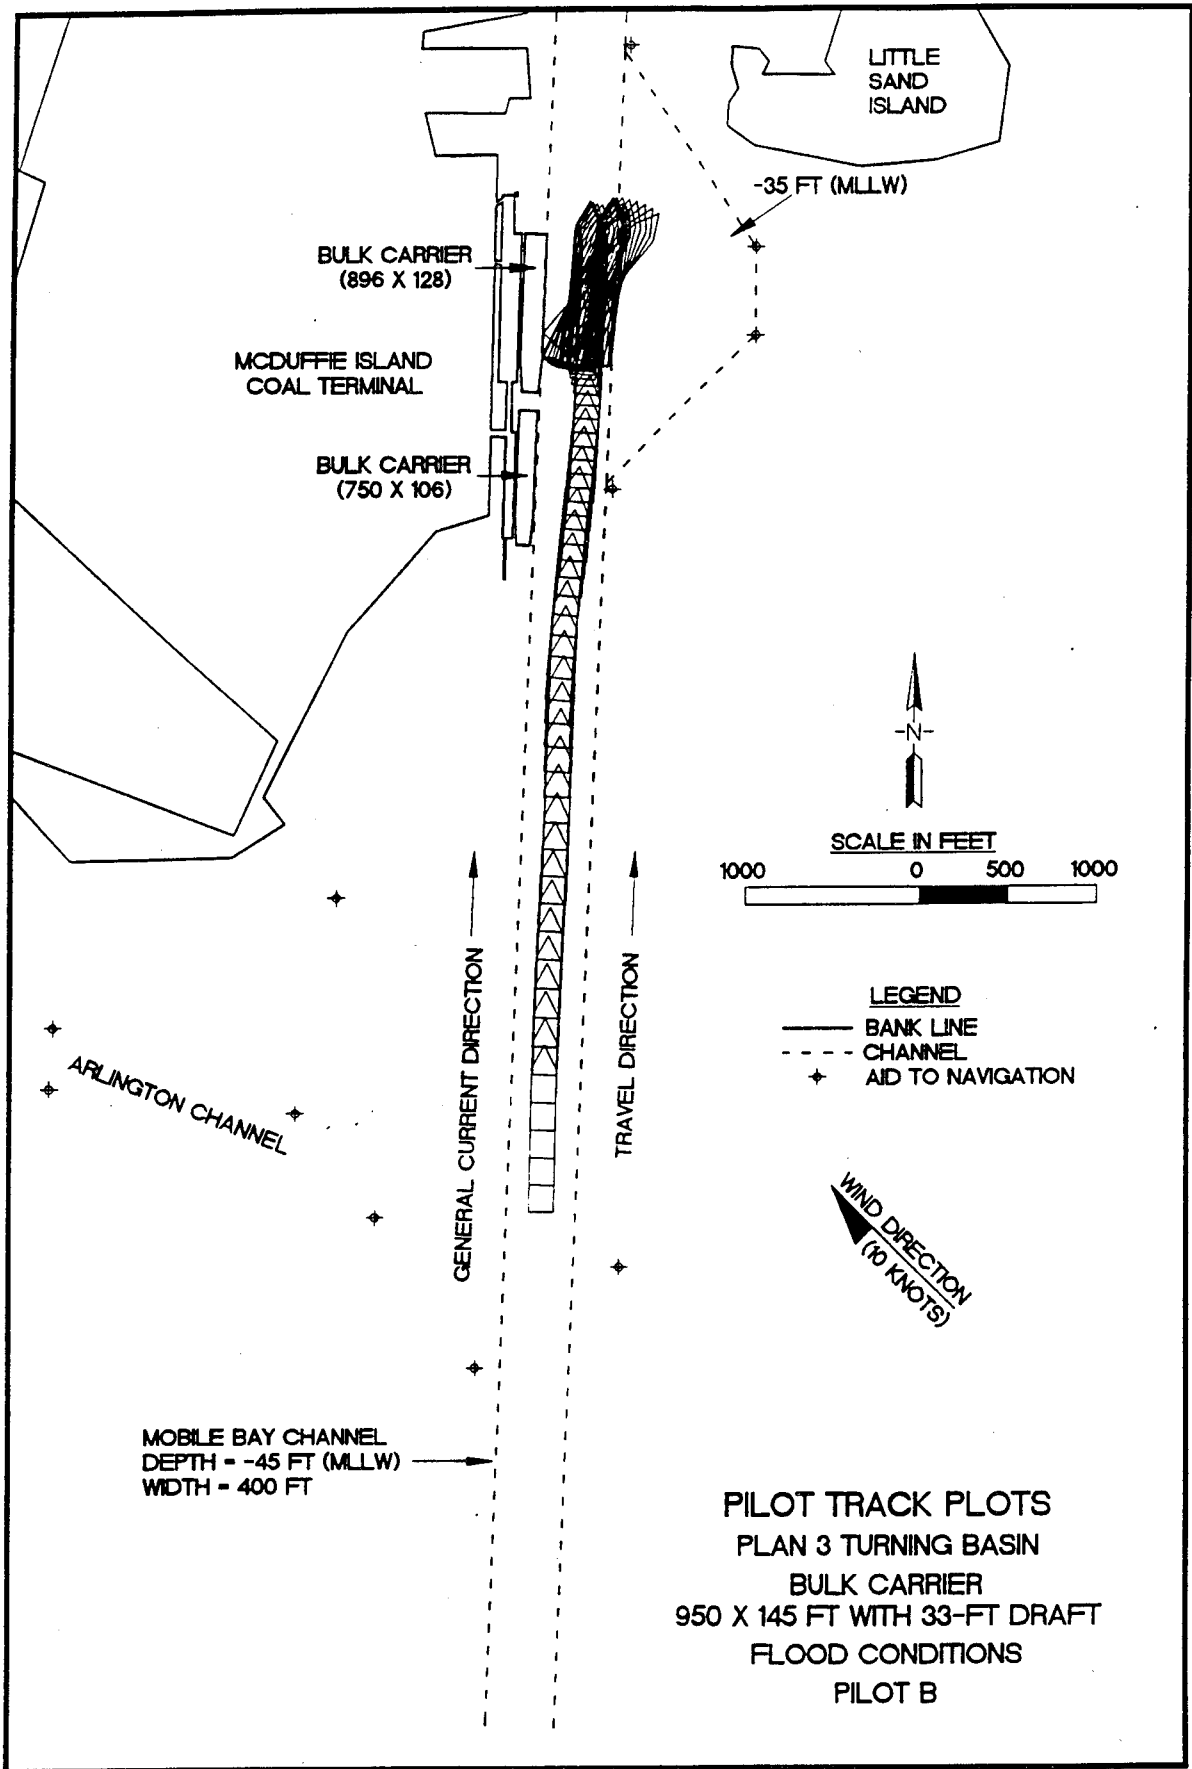 LITTLE
SAND
ISLAND
-35 FT (MLLW)
BULK CARRIER
(896 X 128)
MCDUFFIE ISLAND
COAL TERMINAL
BULK CARRIER
(750 X 106)
-N-
SCALE IN FEET
1000 0 500 1000
GENERAL CURRENT DIRECTION
TRAVEL DIRECTION
LEGEND
BANK LINE
CHANNEL
AID TO NAVIGATION
ARLINGTON CHANNEL
WIND DIRECTION
(10 KNOTS)
MOBILE BAY CHANNEL
DEPTH = -45 FT (MLLW)
WIDTH = 400 FT
PILOT TRACK PLOTS
PLAN 3 TURNING BASIN
BULK CARRIER
950 X 145 FT WITH 33-FT DRAFT
FLOOD CONDITIONS
PILOT B